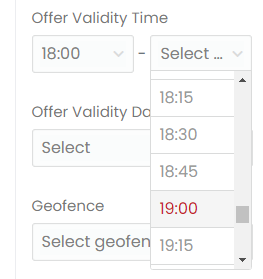 Offer Validity Time
18:00 - Select ...
18:15
Offer Validity Da
18:30
Select
18:45
Geofence
19:00
Select geofen
19:15